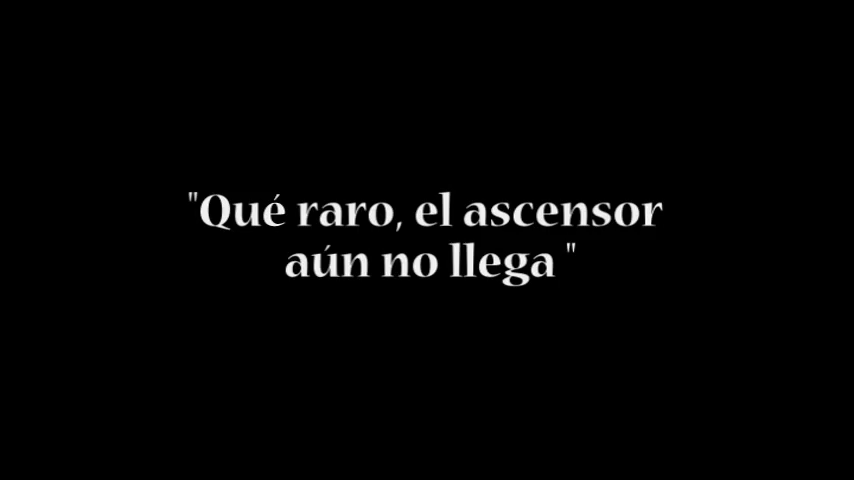 "Qué raro, el ascensor
aún no llega "